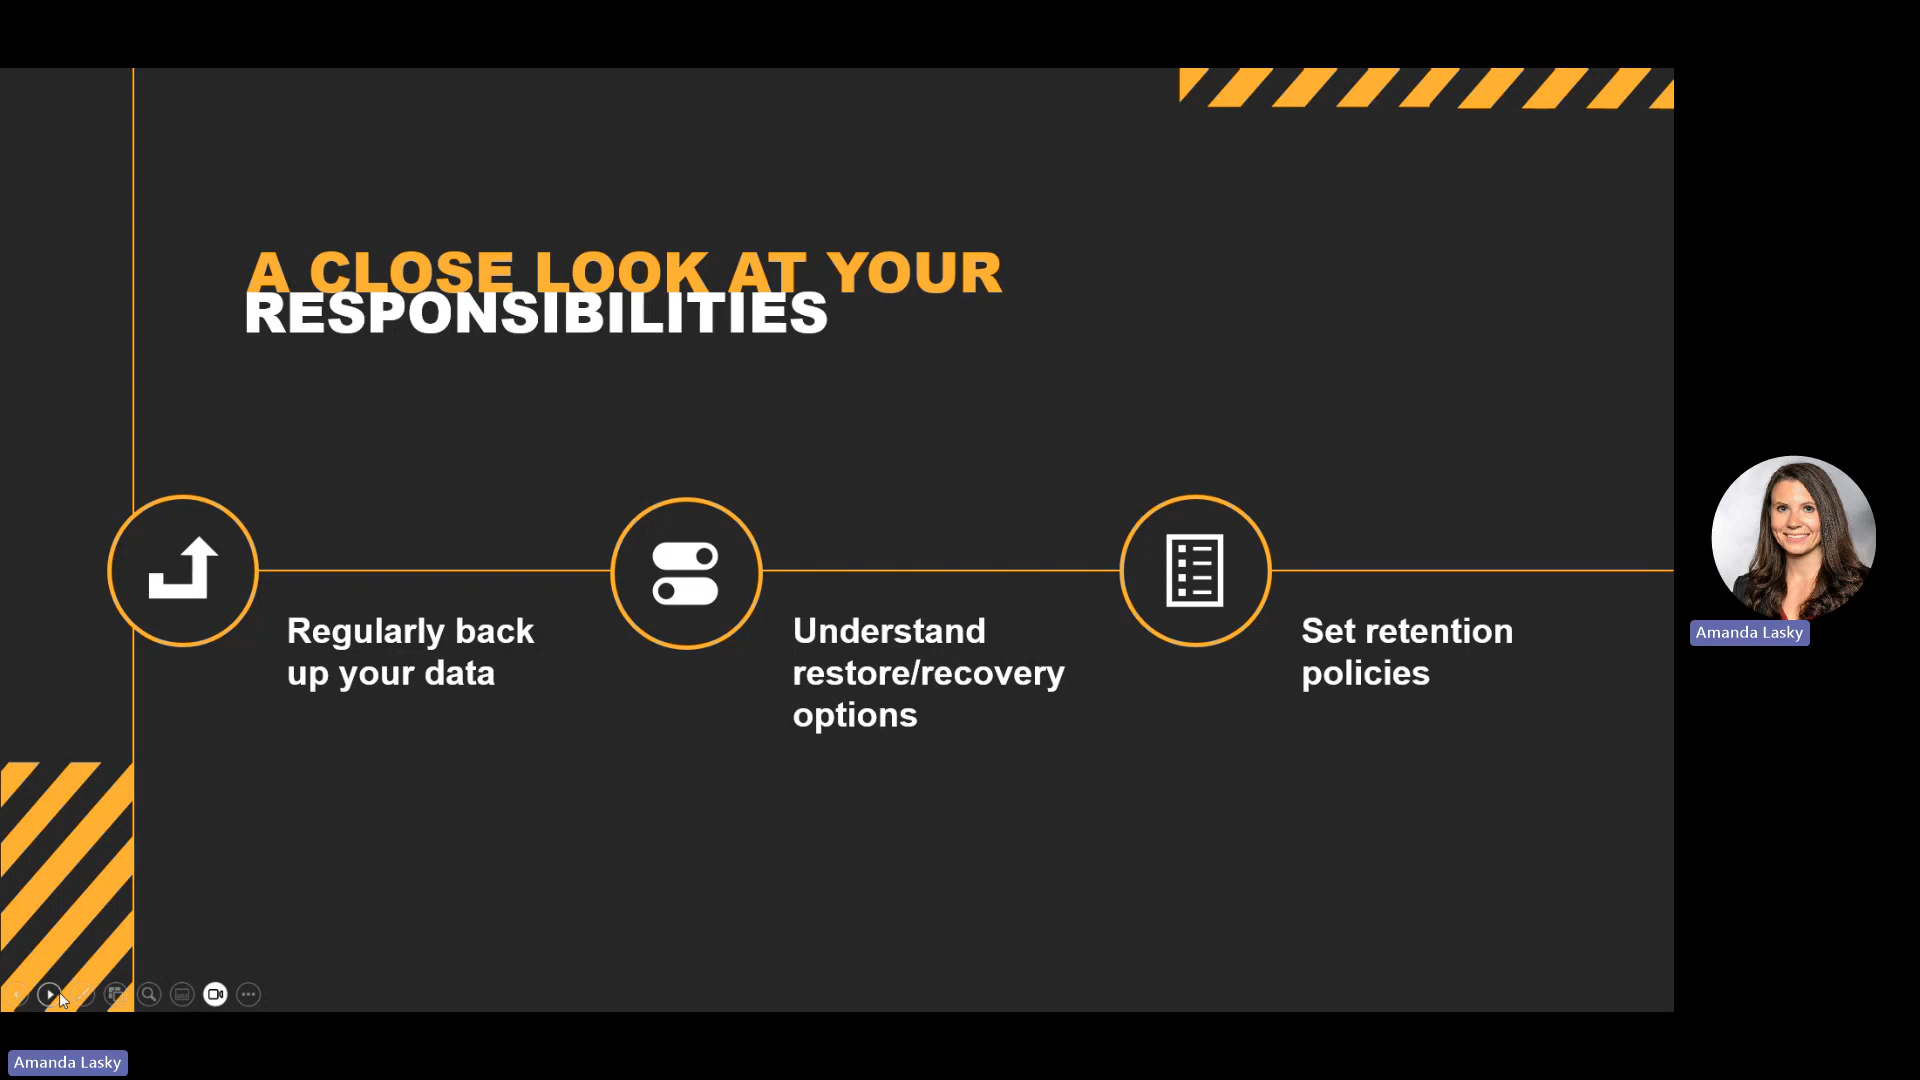 A CLOSE LOOK AT YOUR
RESPONSIBILITIES
Regularly back
up your data
Understand
restore/recovery
options
Set retention
policies
Amanda Lasky
Amanda Lasky